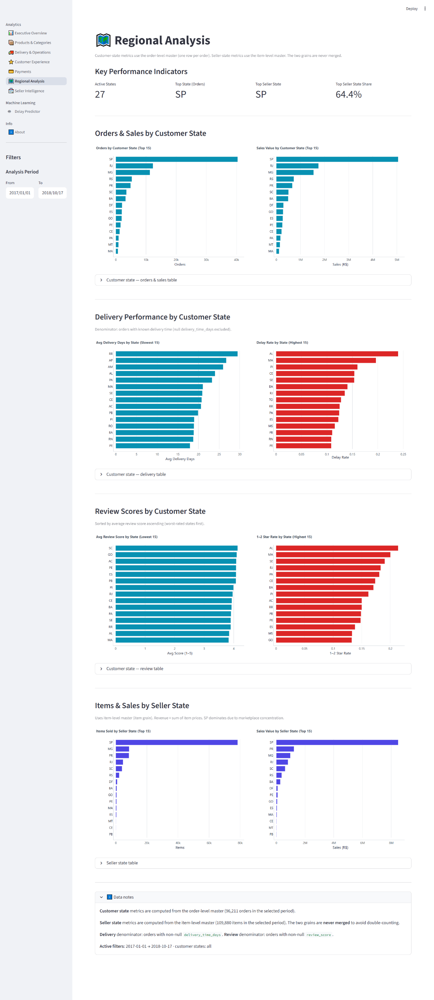 Deploy
Analytics
Executive Overview
Products & Categories
Delivery & Operations
Customer Experience
Payments
Regional Analysis
Seller Intelligence
Machine Learning
Delay Predictor
Info
About
Filters
Analysis Period
From To
2017/01/01 2018/10/17
Regional Analysis
Customer-state metrics use the order-level master (one row per order). Seller-state metrics use the item-level master. The two grains are never merged.
Key Performance Indicators
Active States
27
Top State (Orders)
SP
Top Seller State
SP
Top Seller State Share
64.4%
Orders & Sales by Customer State
Orders by Customer State (Top 15)
SP
RJ
MG
RS
PR
SC
BA
DF
ES
GO
PE
CE
PA
MT
MA
0 10k 20k 30k 40k
Orders
Sales Value by Customer State (Top 15)
SP
RJ
MG
RS
PR
SC
BA
DF
GO
ES
PE
CE
PA
MT
MA
0 1M 2M 3M 4M 5M
Sales (R$)
Customer state — orders & sales table
Delivery Performance by Customer State
Denominator: orders with known delivery time (null delivery_time_days excluded).
Avg Delivery Days by State (Slowest 15)
RR
AP
AM
AL
PA
MA
SE
CE
AC
PB
PI
RO
BA
RN
PE
0 5 10 15 20 25 30
Avg Delivery Days
Delay Rate by State (Highest 15)
AL
MA
PI
CE
SE
BA
RJ
TO
RR
PA
ES
MS
PB
RN
PE
0 0.05 0.1 0.15 0.2 0.25
Delay Rate
Customer state — delivery table
Review Scores by Customer State
Sorted by average review score ascending (worst-rated states first).
Avg Review Score by State (Lowest 15)
SC
GO
AC
PE
ES
PB
PI
RJ
CE
BA
PA
SE
RR
AL
MA
0 1 2 3 4
Avg Score (1–5)
1–2 Star Rate by State (Highest 15)
AL
MA
SE
RJ
PA
CE
BA
PI
AC
RR
PB
PE
ES
MS
GO
0 0.05 0.1 0.15 0.2
1–2 Star Rate
Customer state — review table
Items & Sales by Seller State
Uses item-level master (item grain). Revenue = sum of item prices. SP dominates due to marketplace concentration.
Items Sold by Seller State (Top 15)
SP
MG
PR
RJ
SC
RS
DF
BA
GO
PE
MA
ES
MT
CE
PB
0 20k 40k 60k 80k
Items
Sales Value by Seller State (Top 15)
SP
PR
MG
RJ
SC
RS
BA
DF
PE
GO
ES
MA
CE
MT
PB
0 2M 4M 6M 8M
Sales (R$)
Seller state table
Data notes
Customer state metrics are computed from the order-level master (96,211 orders in the selected period).
Seller state metrics are computed from the item-level master (109,880 items in the selected period). The two grains are never merged to avoid double-counting.
Delivery denominator: orders with non-null delivery_time_days . Review denominator: orders with non-null review_score .
Active filters: 2017-01-01 → 2018-10-17 · customer states: all